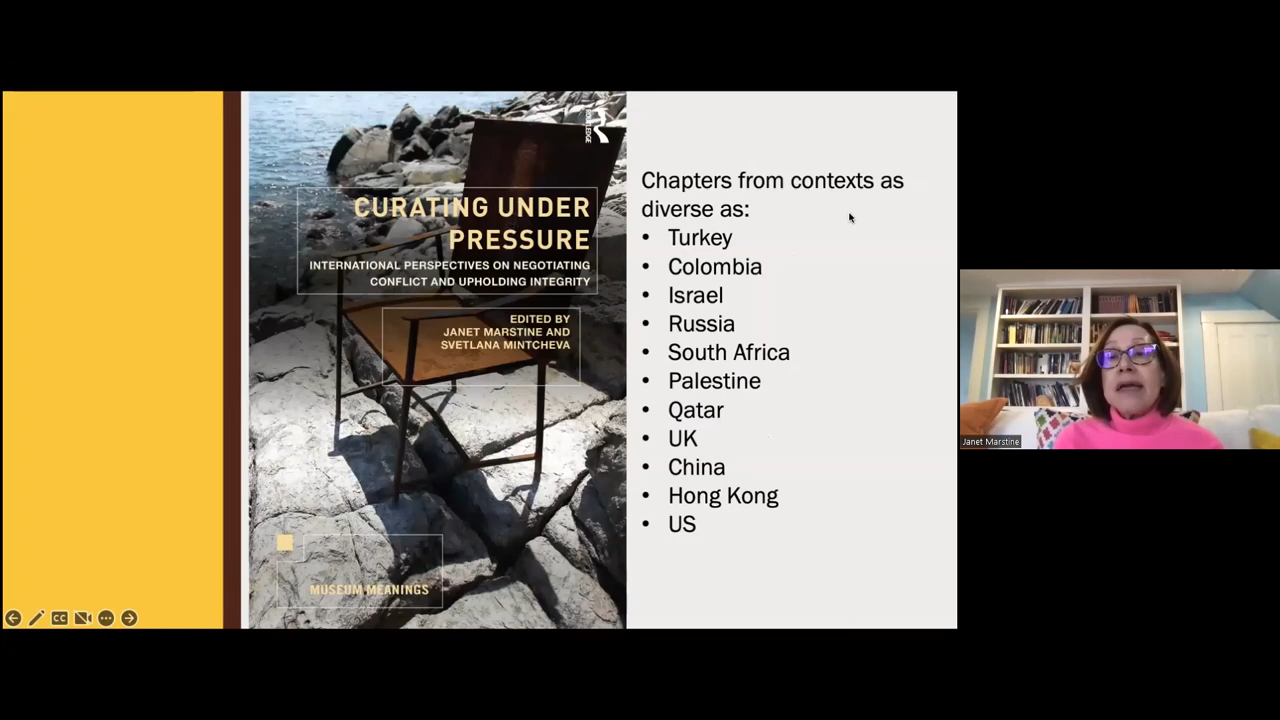 ROUTLEDGE
CURATING UNDER
PRESSURE
INTERNATIONAL PERSPECTIVES ON NEGOTIATING
CONFLICT AND UPHOLDING INTEGRITY
EDITED BY
JANET MARSTINE AND
SVETLANA MINTCHEVA
MUSEUM MEANINGS
Chapters from contexts as
diverse as:
• Turkey
• Colombia
• Israel
• Russia
• South Africa
• Palestine
• Qatar
• UK
• China
• Hong Kong
• US
CC
Janet Marstine